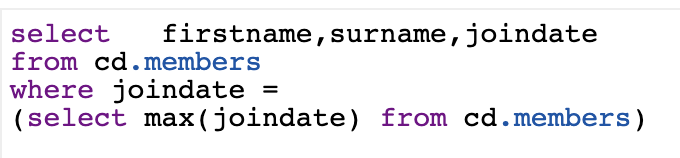 select   firstname,surname,joindate
from cd.members
where joindate =
(select max(joindate) from cd.members)